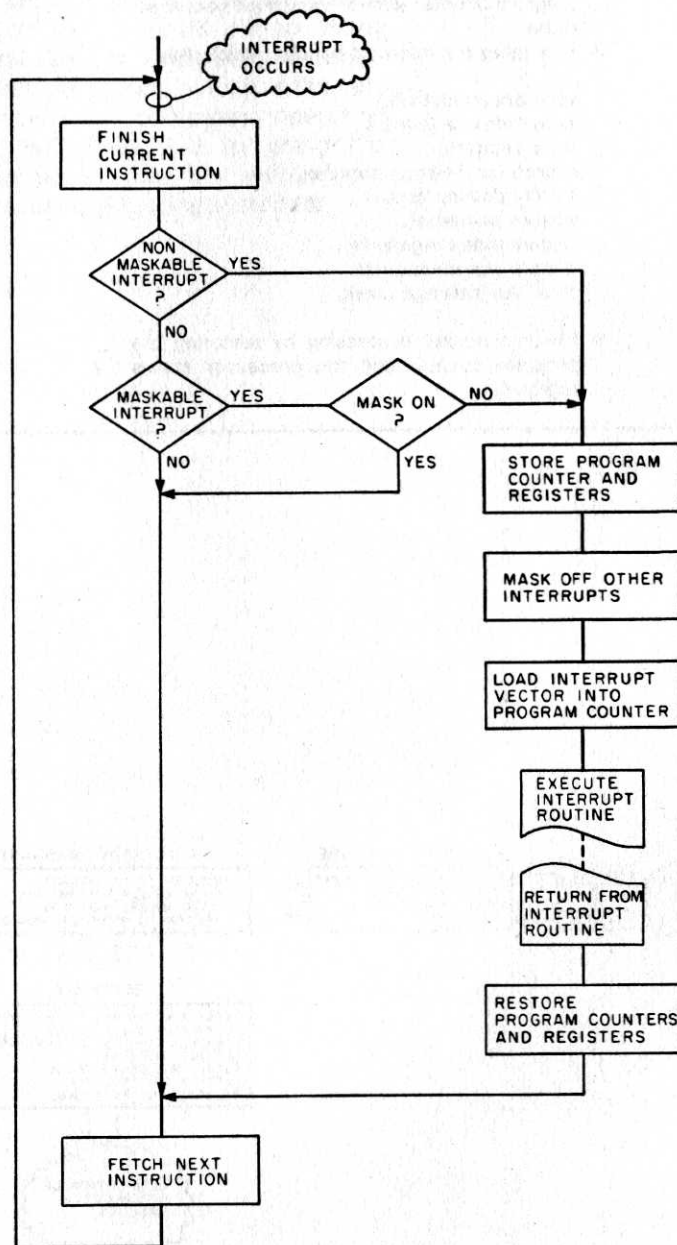 INTERRUPT
OCCURS
FINISH
CURRENT
INSTRUCTION
NON
MASKABLE
INTERRUPT
?
YES
NO
MASKABLE
INTERRUPT
?
YES
NO
MASK ON
?
NO
YES
STORE PROGRAM
COUNTER AND
REGISTERS
MASK OFF OTHER
INTERRUPTS
LOAD INTERRUPT
VECTOR INTO
PROGRAM COUNTER
EXECUTE
INTERRUPT
ROUTINE
RETURN FROM
INTERRUPT
ROUTINE
RESTORE
PROGRAM COUNTERS
AND REGISTERS
FETCH NEXT
INSTRUCTION